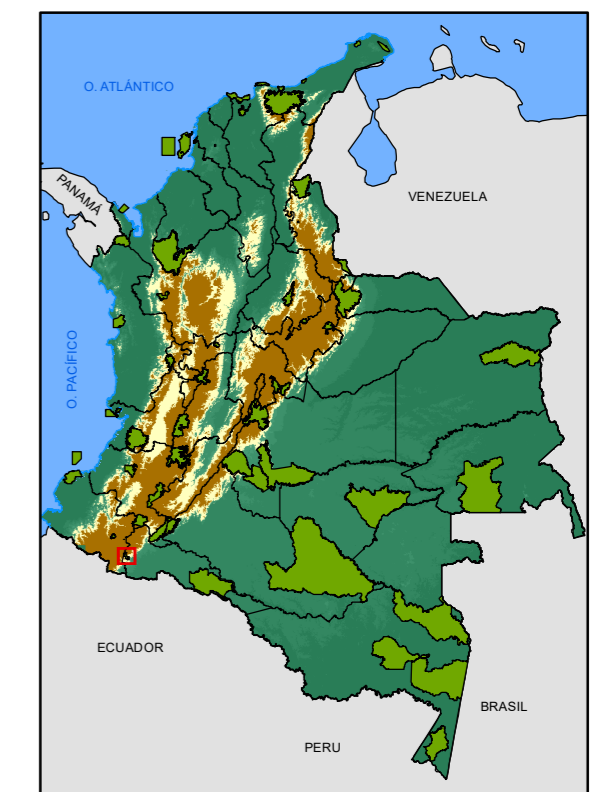 O. ATLÁNTICO
PANAMÁ
VENEZUELA
O. PACÍFICO
ECUADOR
BRASIL
PERU